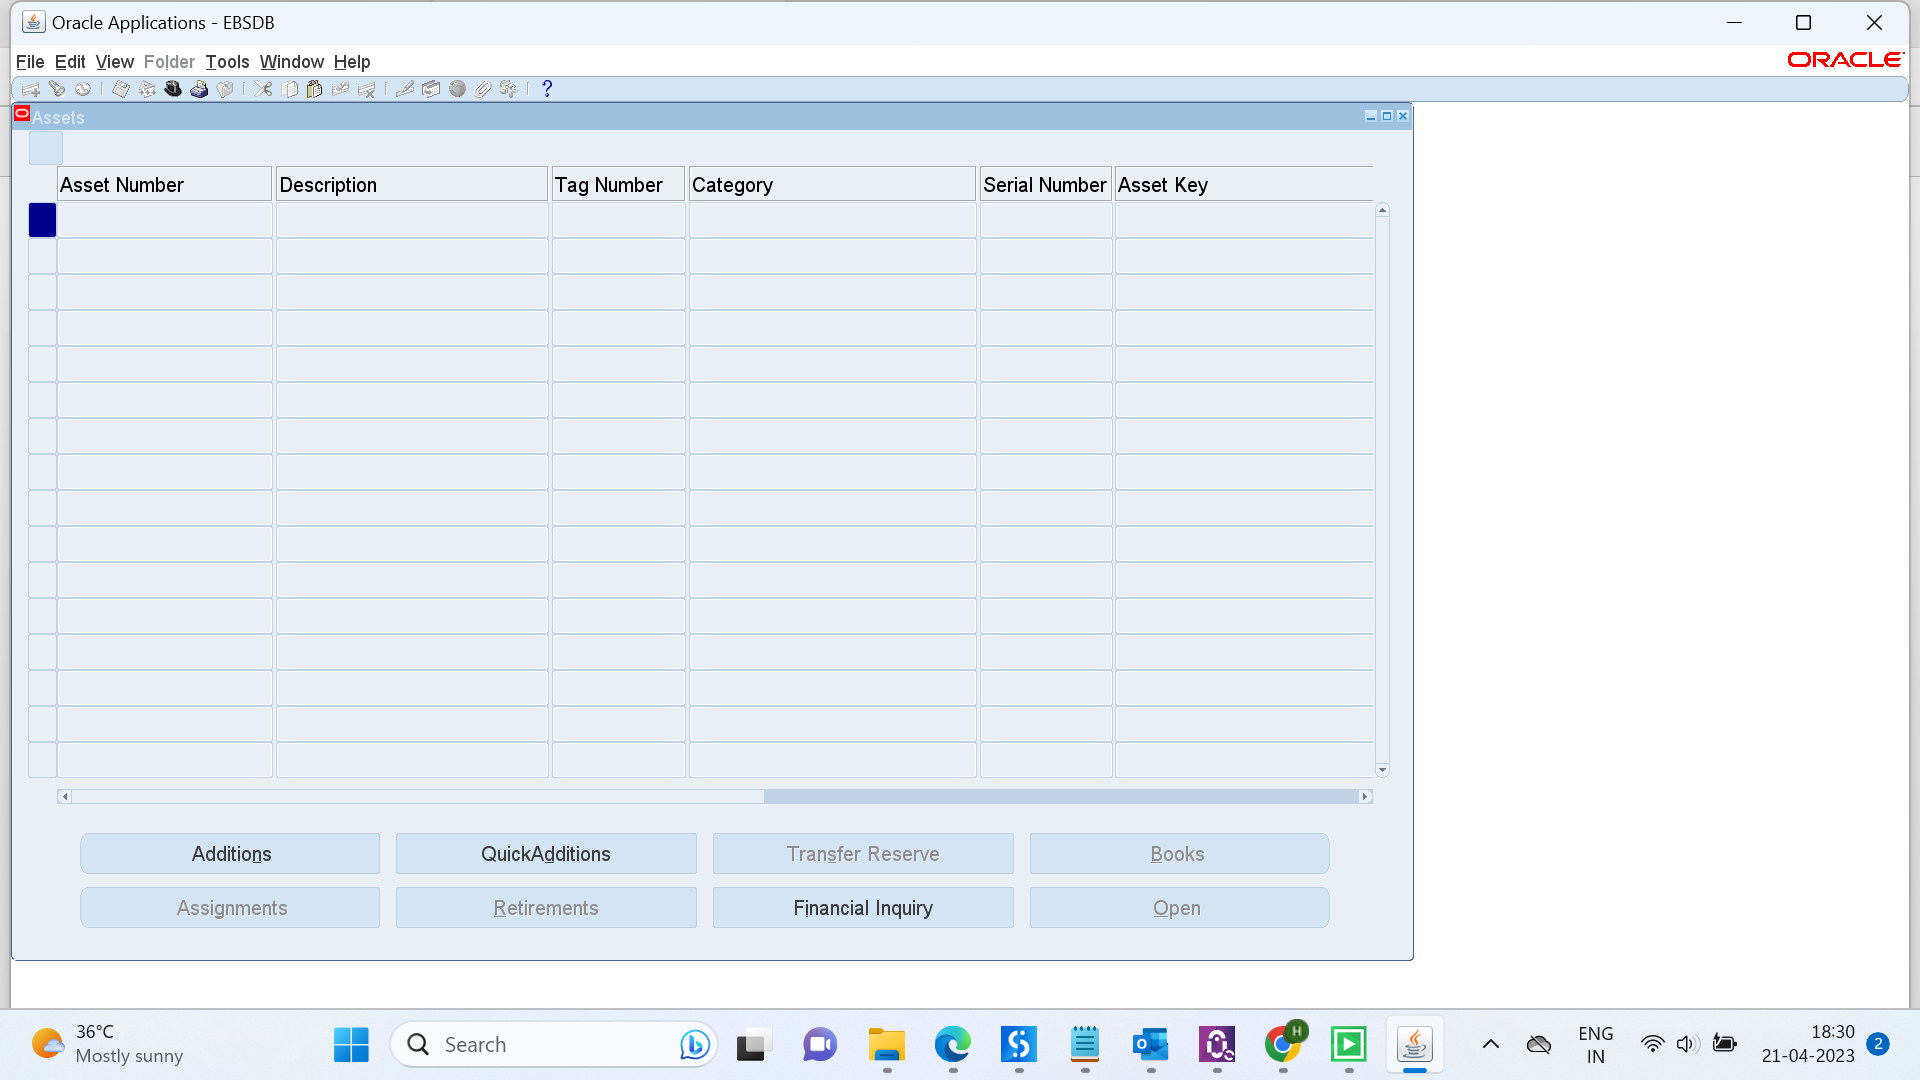 Oracle Applications - EBSDB
File Edit View Folder Tools Window Help
ORACLE
Assets
Asset Number Description Tag Number Category Serial Number Asset Key
Additions QuickAdditions Transfer Reserve Books
Assignments Retirements Financial Inquiry Open
36°C
Mostly sunny
Search
H
ENG
IN
18:30
21-04-2023
2